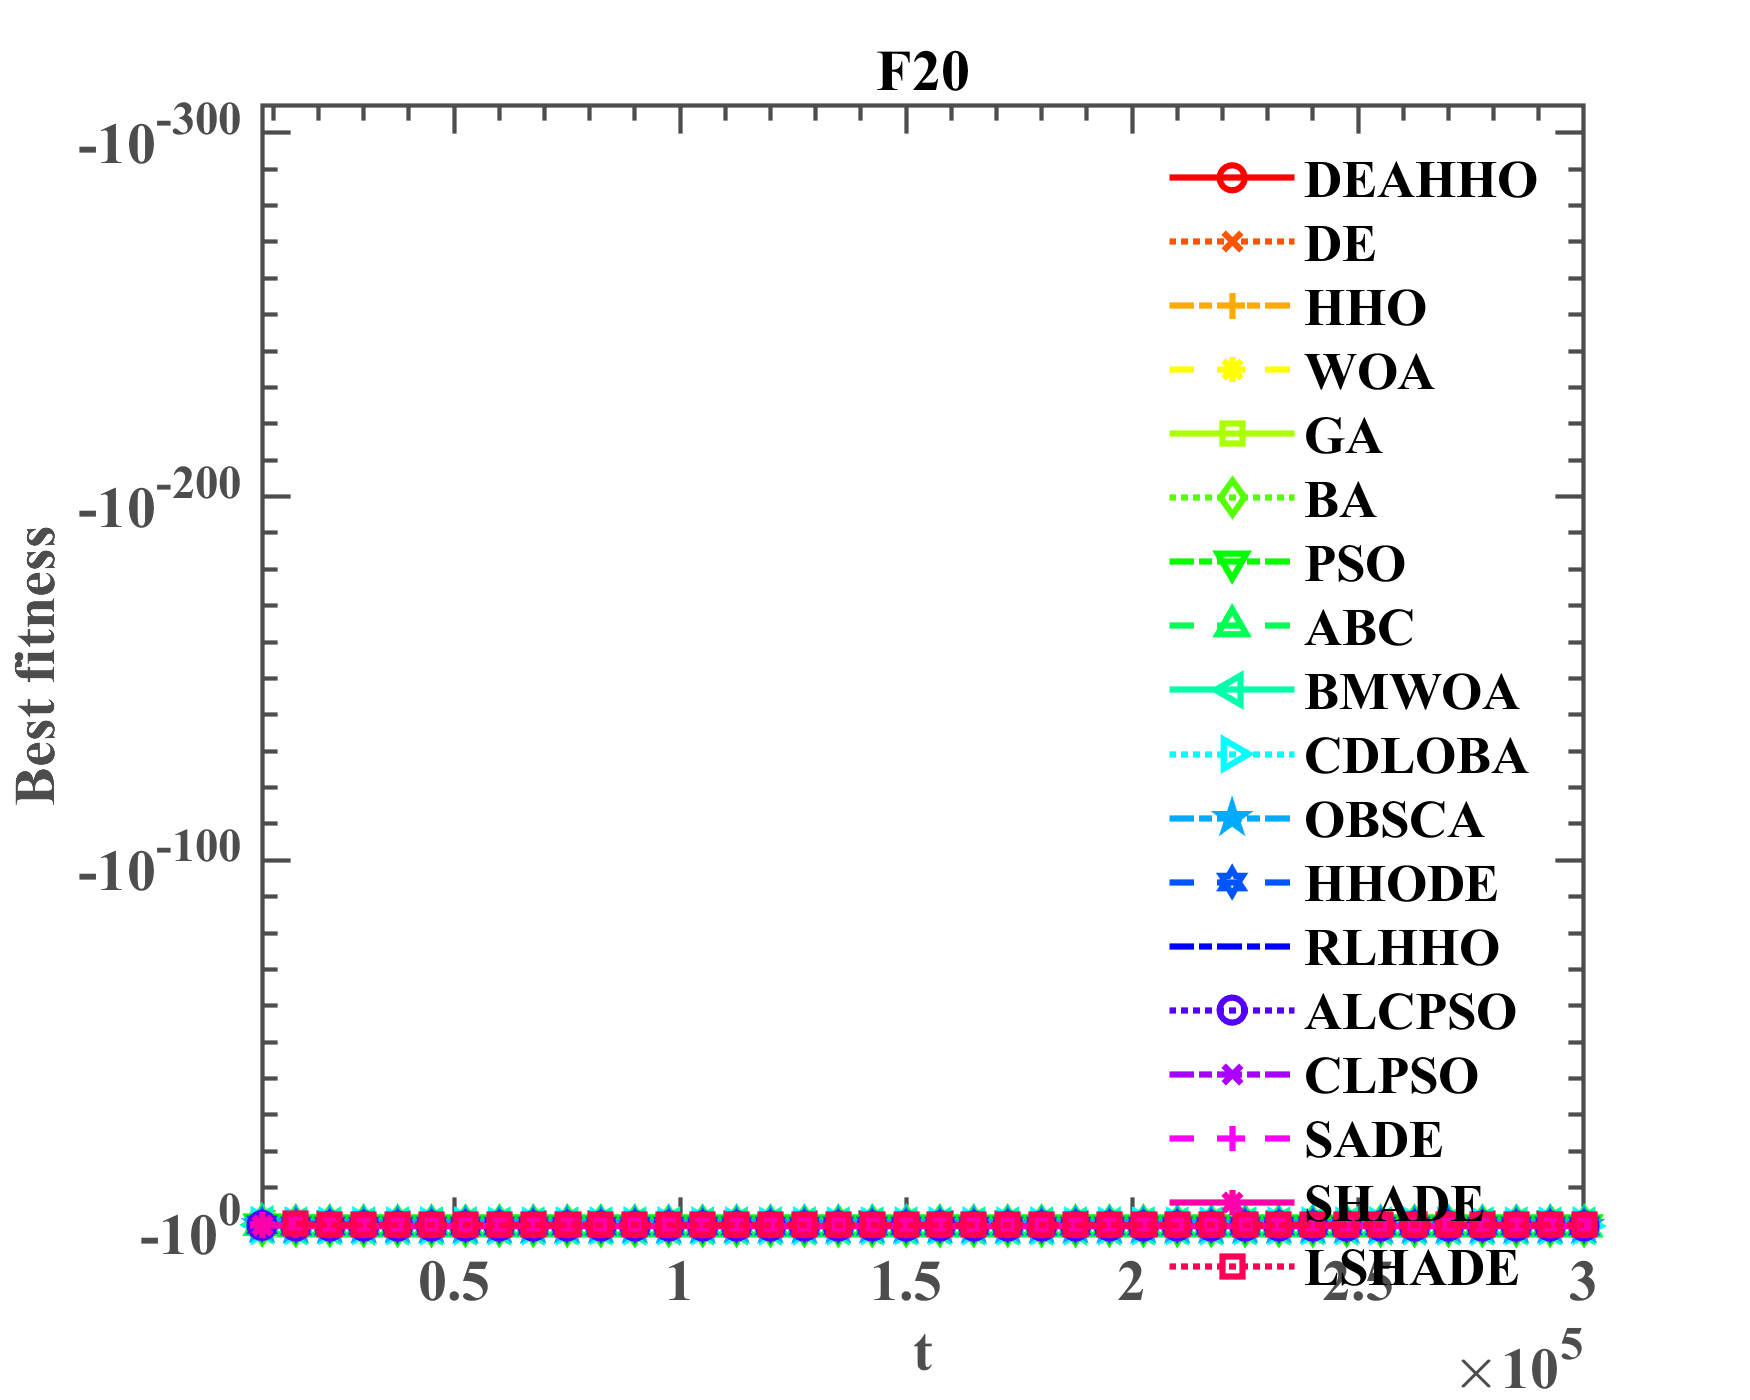 F20
-10^-300
-10^-200
-10^-100
-10^0
Best fitness
DEAHHO
DE
HHO
WOA
GA
BA
PSO
ABC
BMWOA
CDLOBA
OBSCA
HHODE
RLHHO
ALCPSO
CLPSO
SADE
SHADE
LSHADE
0.5 1 1.5 2 2.5 3
t
×10^5